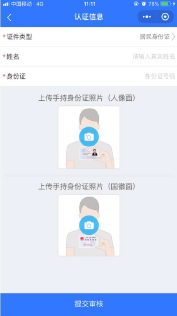 中国移动 4G 11:11 78%
认证信息
*证件类型 居民身份证
*姓名 请输入真实姓名
*身份证 身份证号码
上传手持身份证照片（人像面）
上传手持身份证照片（国徽面）
提交审核